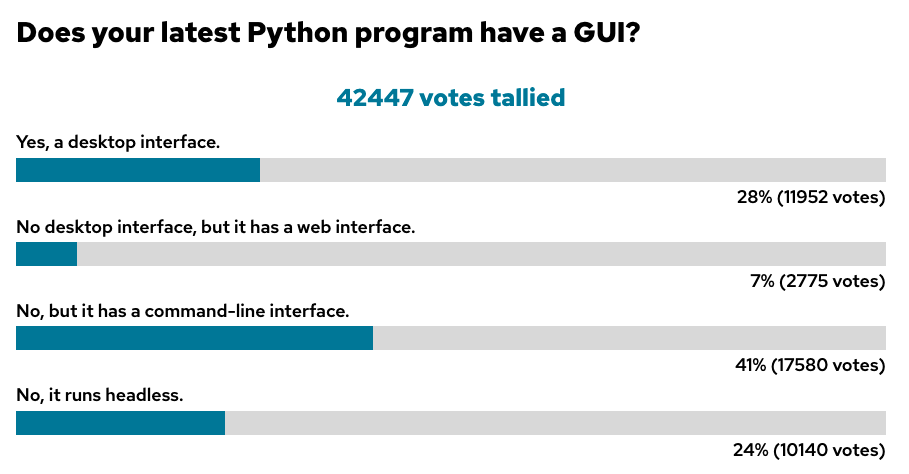 Does your latest Python program have a GUI?
42447 votes tallied
Yes, a desktop interface.
28% (11952 votes)
No desktop interface, but it has a web interface.
7% (2775 votes)
No, but it has a command-line interface.
41% (17580 votes)
No, it runs headless.
24% (10140 votes)